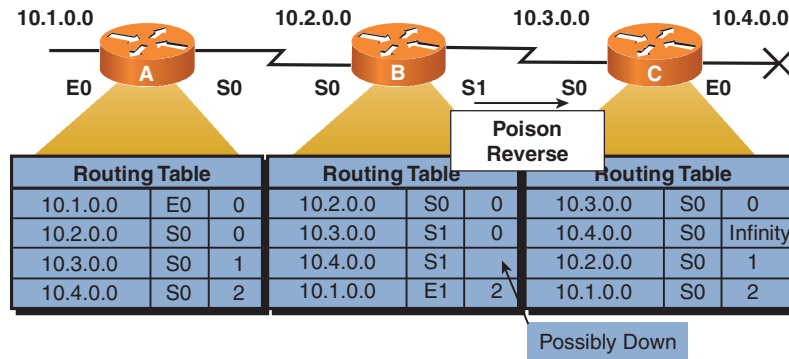 10.1.0.0 10.2.0.0 10.3.0.0 10.4.0.0
A B C
E0 S0 S0 S1 S0 E0
Poison
Reverse
Routing Table Routing Table Routing Table
10.1.0.0 E0 0 10.2.0.0 S0 0 10.3.0.0 S0 0
10.2.0.0 S0 0 10.3.0.0 S1 0 10.4.0.0 S0 Infinity
10.3.0.0 S0 1 10.4.0.0 S1 10.2.0.0 S0 1
10.4.0.0 S0 2 10.1.0.0 E1 2 10.1.0.0 S0 2
Possibly Down